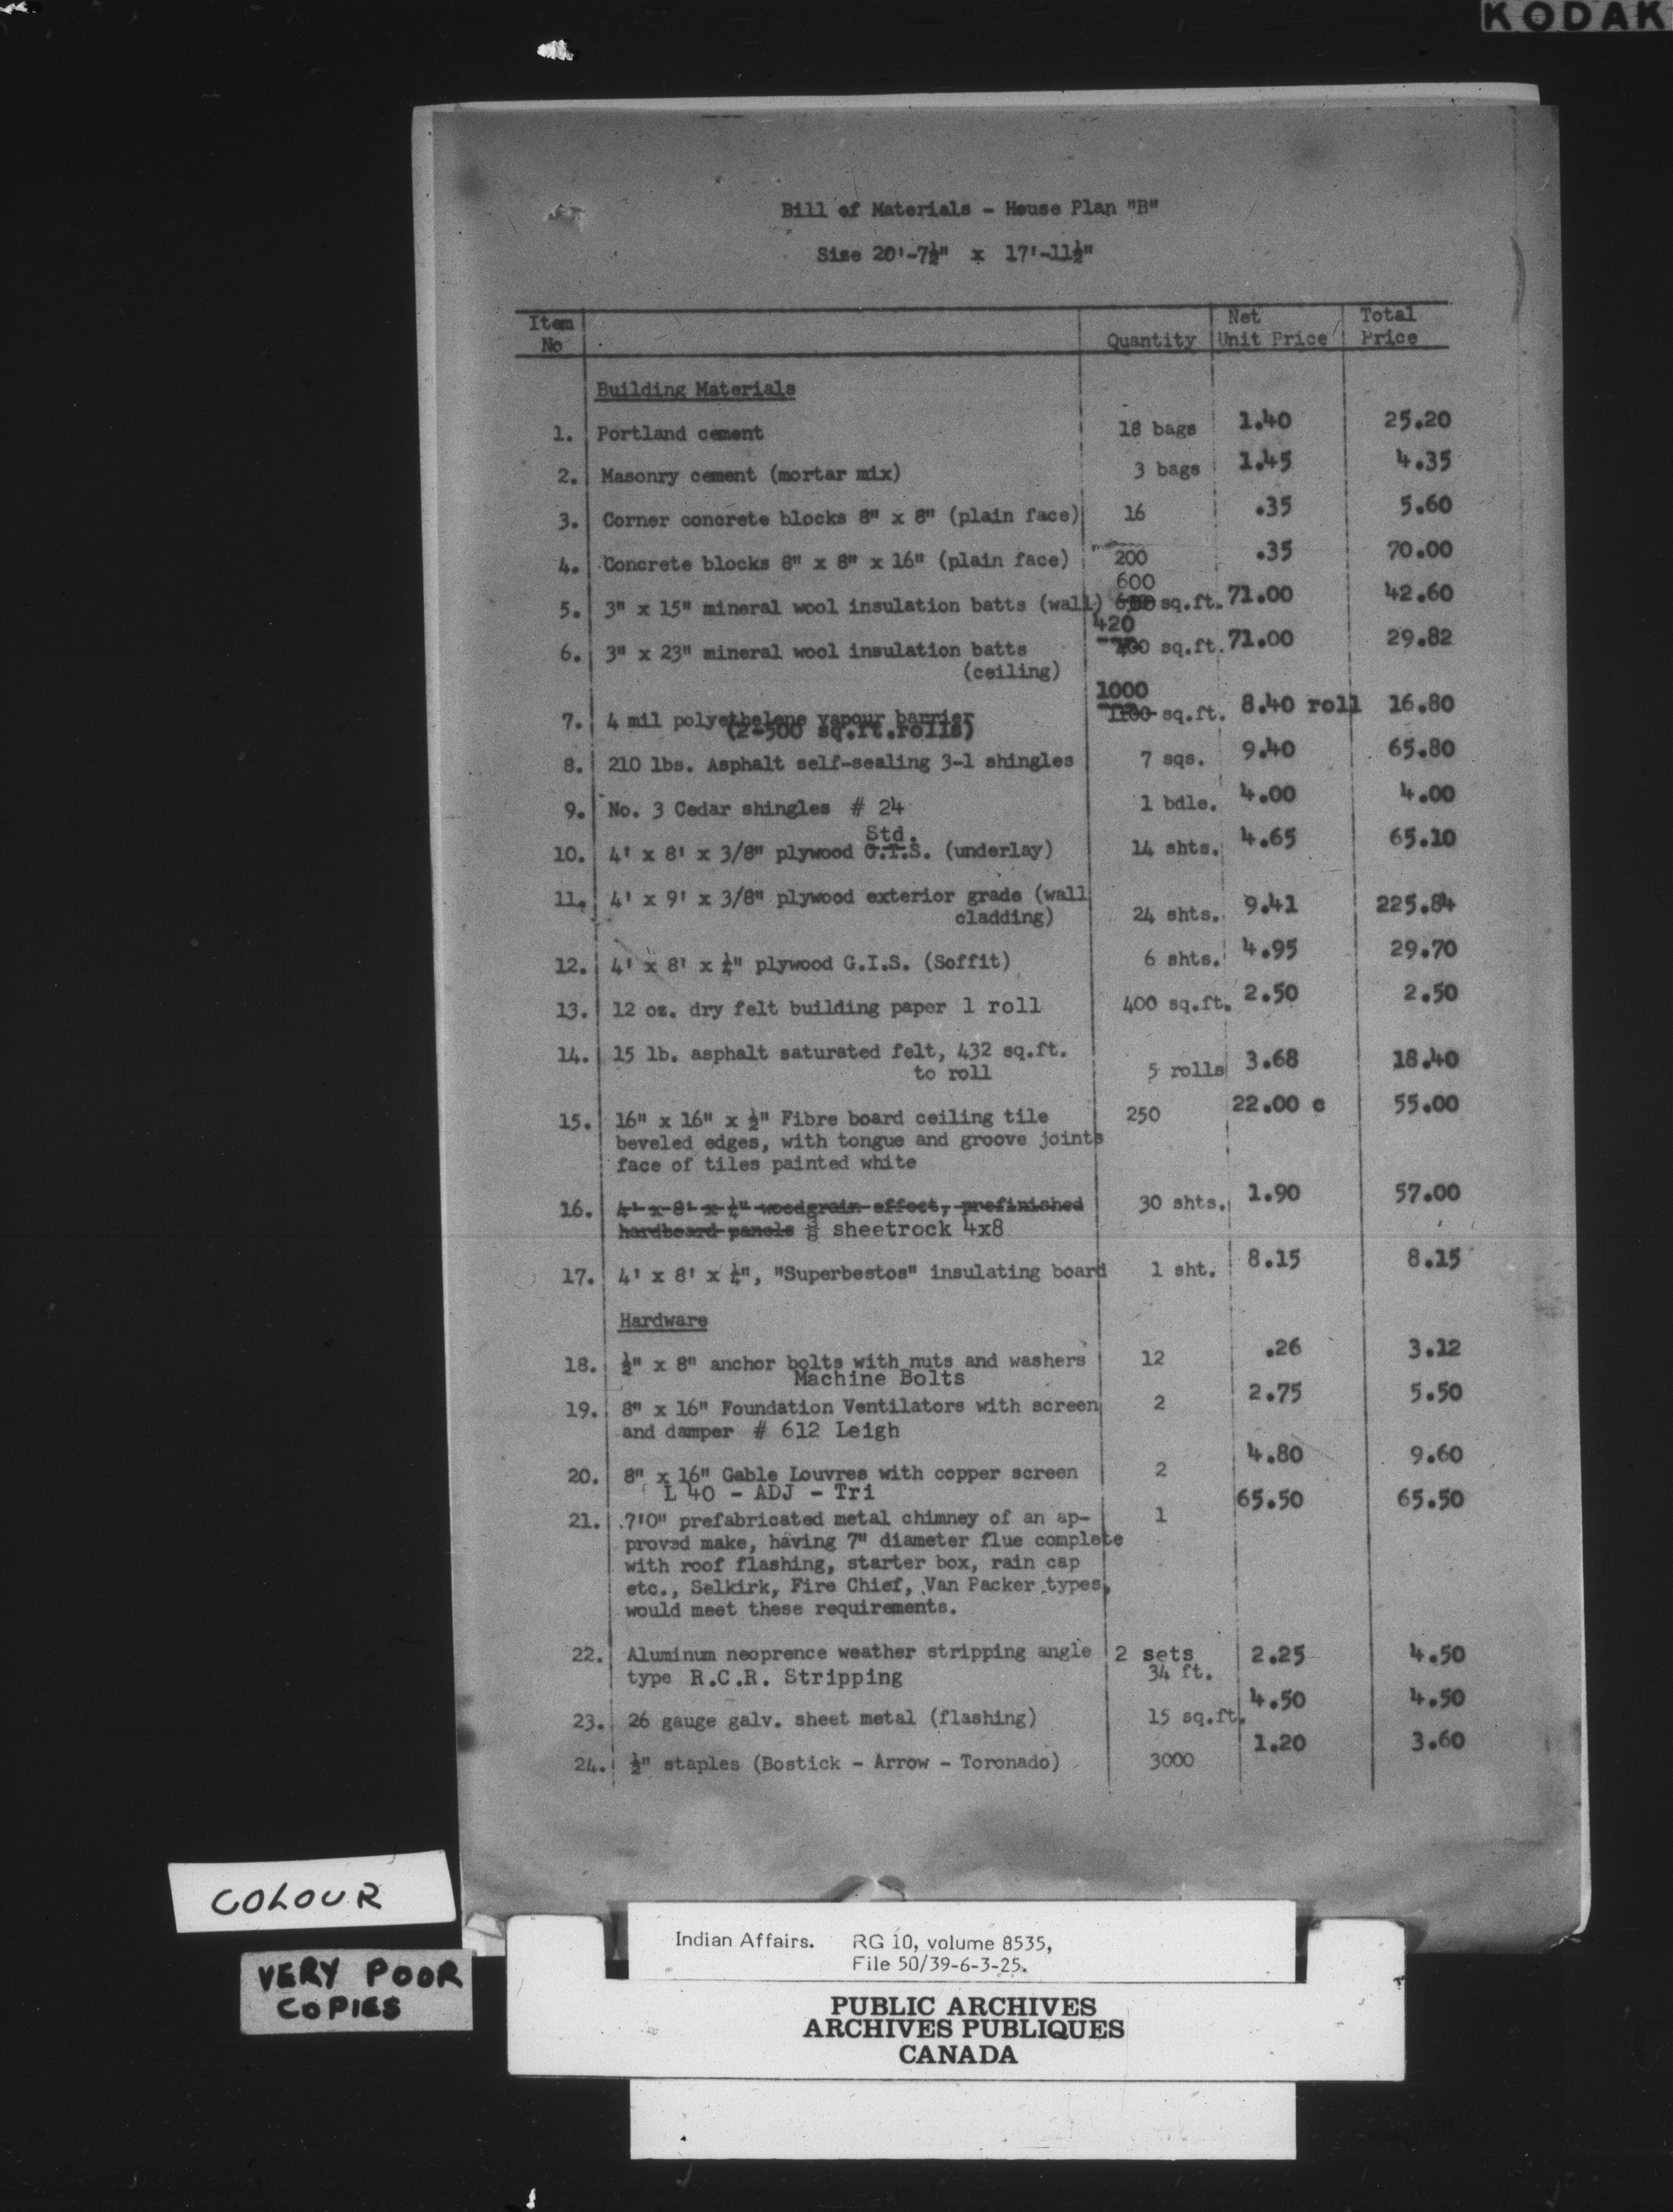 KODAK
Bill of Materials - House Plan "B"
Size 20'-7½" x 17'-11½"
Item No Quantity Net Unit Price Total Price
Building Materials
1. Portland cement 18 bags 1.40 25.20
2. Masonry cement (mortar mix) 3 bags 1.45 4.35
3. Corner concrete blocks 8" x 8" (plain face) 16 .35 5.60
4. Concrete blocks 8" x 8" x 16" (plain face) 200 .35 70.00
600
5. 3" x 15" mineral wool insulation batts (wall) sq.ft. 71.00 42.60
420
6. 3" x 23" mineral wool insulation batts sq.ft. 71.00 29.82
(ceiling)
1000
7. 4 mil polyethelene vapour barrier 1100 sq.ft. 8.40 roll 16.80
(2-500 sq.ft.rolls)
8. 210 lbs. Asphalt self-sealing 3-1 shingles 7 sqs. 9.40 65.80
9. No. 3 Cedar shingles # 24 1 bdle. 4.00 4.00
Std.
10. 4' x 8' x 3/8" plywood G.I.S. (underlay) 14 shts. 4.65 65.10
11. 4' x 9' x 3/8" plywood exterior grade (wall
cladding) 24 shts. 9.41 225.84
12. 4' x 8' x ¼" plywood G.I.S. (Soffit) 6 shts. 4.95 29.70
13. 12 oz. dry felt building paper 1 roll 400 sq.ft. 2.50 2.50
14. 15 lb. asphalt saturated felt, 432 sq.ft.
to roll 5 rolls 3.68 18.40
15. 16" x 16" x ½" Fibre board ceiling tile 250 22.00 c 55.00
beveled edges, with tongue and groove joints
face of tiles painted white
16. 4' x 8' x ¼" woodgrain effect, prefinished 30 shts. 1.90 57.00
hardboard panels ⅜ sheetrock 4x8
17. 4' x 8' x ¼", "Superbestos" insulating board 1 sht. 8.15 8.15
Hardware
18. ½" x 8" anchor bolts with nuts and washers 12 .26 3.12
Machine Bolts
19. 8" x 16" Foundation Ventilators with screen 2 2.75 5.50
and damper # 612 Leigh
20. 8" x 16" Gable Louvres with copper screen 2 4.80 9.60
L 40 - ADJ - Tri
21. 7'0" prefabricated metal chimney of an ap- 1 65.50 65.50
proved make, having 7" diameter flue complete
with roof flashing, starter box, rain cap
etc., Selkirk, Fire Chief, Van Packer types,
would meet these requirements.
22. Aluminum neoprence weather stripping angle 2 sets 2.25 4.50
type R.C.R. Stripping 34 ft.
23. 26 gauge galv. sheet metal (flashing) 15 sq.ft. 4.50 4.50
24. ½" staples (Bostick - Arrow - Toronado) 3000 1.20 3.60
COLOUR
VERY POOR
COPIES
Indian Affairs. RG 10, volume 8535,
File 50/39-6-3-25.
PUBLIC ARCHIVES
ARCHIVES PUBLIQUES
CANADA